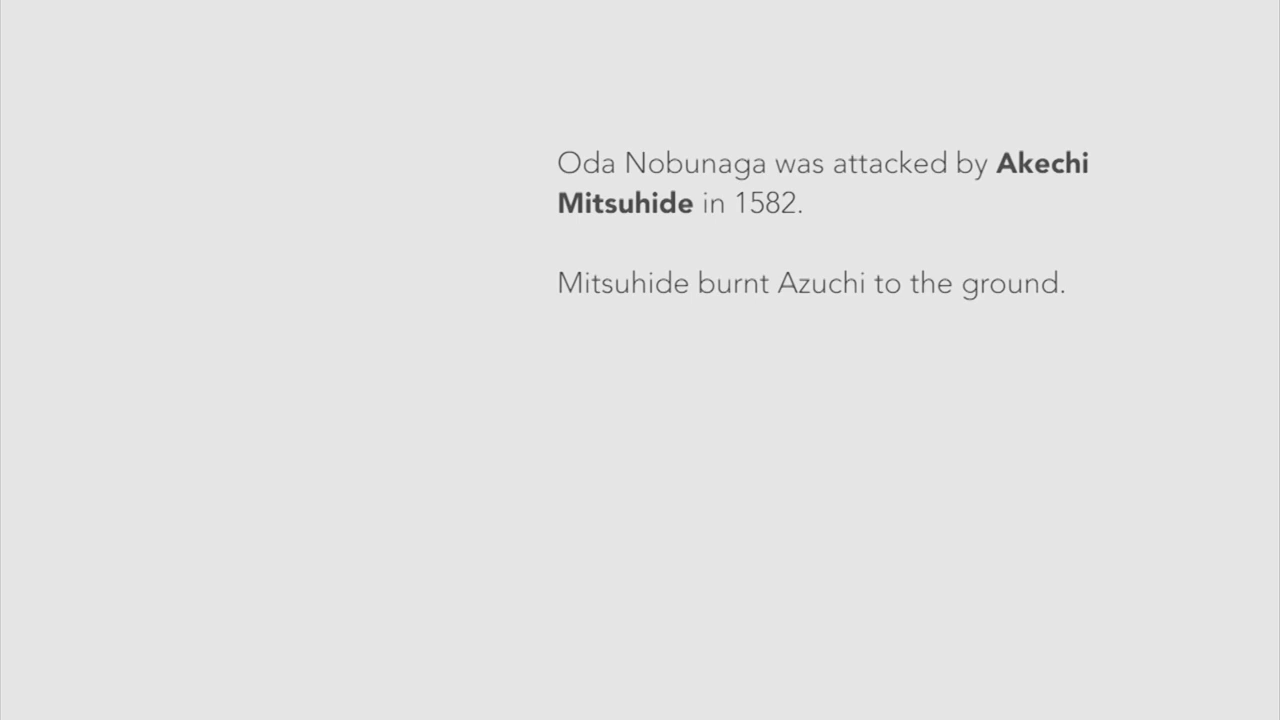 Oda Nobunaga was attacked by Akechi
Mitsuhide in 1582.
Mitsuhide burnt Azuchi to the ground.